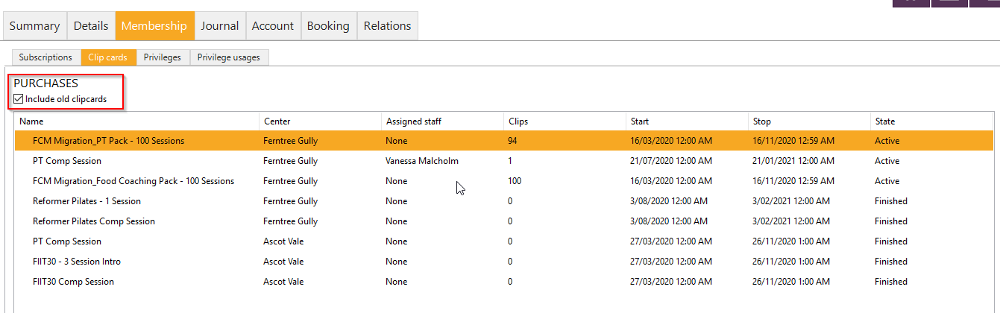 Summary Details Membership Journal Account Booking Relations
Subscriptions Clip cards Privileges Privilege usages
PURCHASES
Include old clipcards
Name Center Assigned staff Clips Start Stop State
FCM Migration_PT Pack - 100 Sessions Ferntree Gully None 94 16/03/2020 12:00 AM 16/11/2020 12:59 AM Active
PT Comp Session Ferntree Gully Vanessa Malcholm 1 21/07/2020 12:00 AM 21/01/2021 12:00 AM Active
FCM Migration_Food Coaching Pack - 100 Sessions Ferntree Gully None 100 16/03/2020 12:00 AM 16/11/2020 12:59 AM Active
Reformer Pilates - 1 Session Ferntree Gully None 0 3/08/2020 12:00 AM 3/02/2021 12:00 AM Finished
Reformer Pilates Comp Session Ferntree Gully None 0 3/08/2020 12:00 AM 3/02/2021 12:00 AM Finished
PT Comp Session Ascot Vale None 0 27/03/2020 12:00 AM 26/11/2020 1:00 AM Finished
FIIT30 - 3 Session Intro Ascot Vale None 0 27/03/2020 12:00 AM 26/11/2020 1:00 AM Finished
FIIT30 Comp Session Ascot Vale None 0 27/03/2020 12:00 AM 26/11/2020 1:00 AM Finished